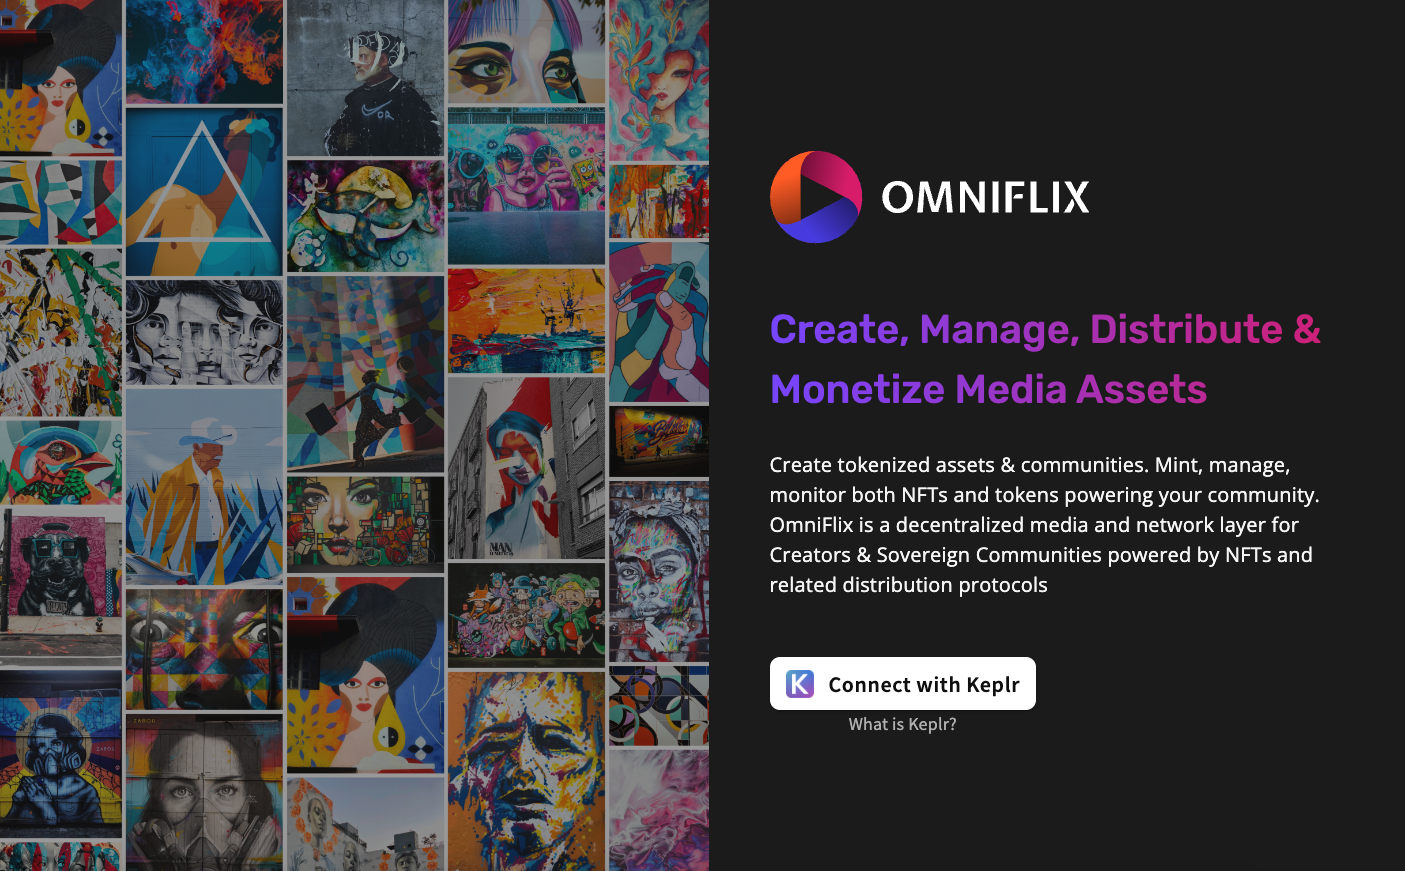 OMNIFLIX
Create, Manage, Distribute &
Monetize Media Assets
Create tokenized assets & communities. Mint, manage,
monitor both NFTs and tokens powering your community.
OmniFlix is a decentralized media and network layer for
Creators & Sovereign Communities powered by NFTs and
related distribution protocols
Connect with Keplr
What is Keplr?